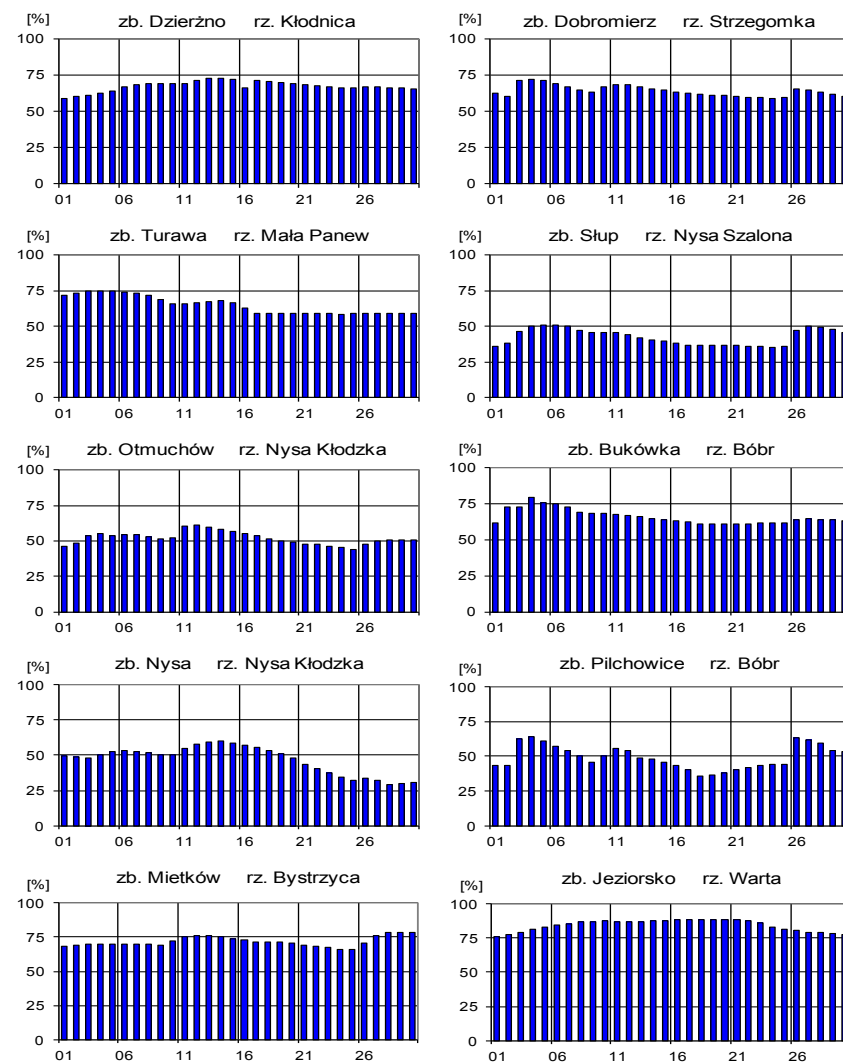 [%] zb. Dzierżno rz. Kłodnica
100
75
50
25
0
01 06 11 16 21 26
[%] zb. Dobromierz rz. Strzegomka
100
75
50
25
0
01 06 11 16 21 26
[%] zb. Turawa rz. Mała Panew
100
75
50
25
0
01 06 11 16 21 26
[%] zb. Słup rz. Nysa Szalona
100
75
50
25
0
01 06 11 16 21 26
[%] zb. Otmuchów rz. Nysa Kłodzka
100
75
50
25
0
01 06 11 16 21 26
[%] zb. Bukówka rz. Bóbr
100
75
50
25
0
01 06 11 16 21 26
[%] zb. Nysa rz. Nysa Kłodzka
100
75
50
25
0
01 06 11 16 21 26
[%] zb. Pilchowice rz. Bóbr
100
75
50
25
0
01 06 11 16 21 26
[%] zb. Mietków rz. Bystrzyca
100
75
50
25
0
01 06 11 16 21 26
[%] zb. Jeziorsko rz. Warta
100
75
50
25
0
01 06 11 16 21 26